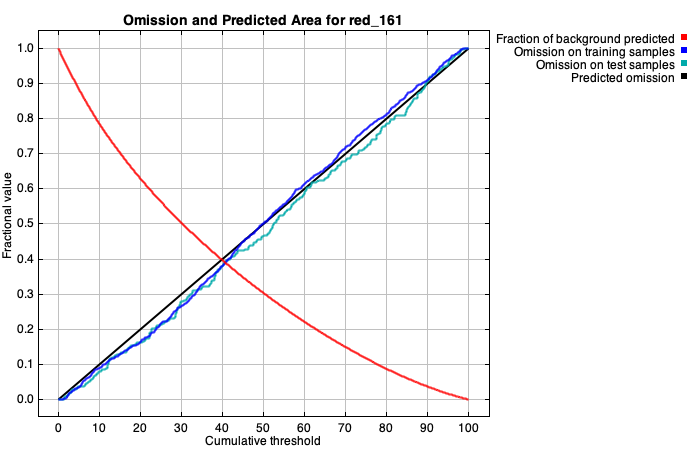 Omission and Predicted Area for red_161
Fraction of background predicted
Omission on training samples
Omission on test samples
Predicted omission
Fractional value
1.0
0.9
0.8
0.7
0.6
0.5
0.4
0.3
0.2
0.1
0.0
0 10 20 30 40 50 60 70 80 90 100
Cumulative threshold